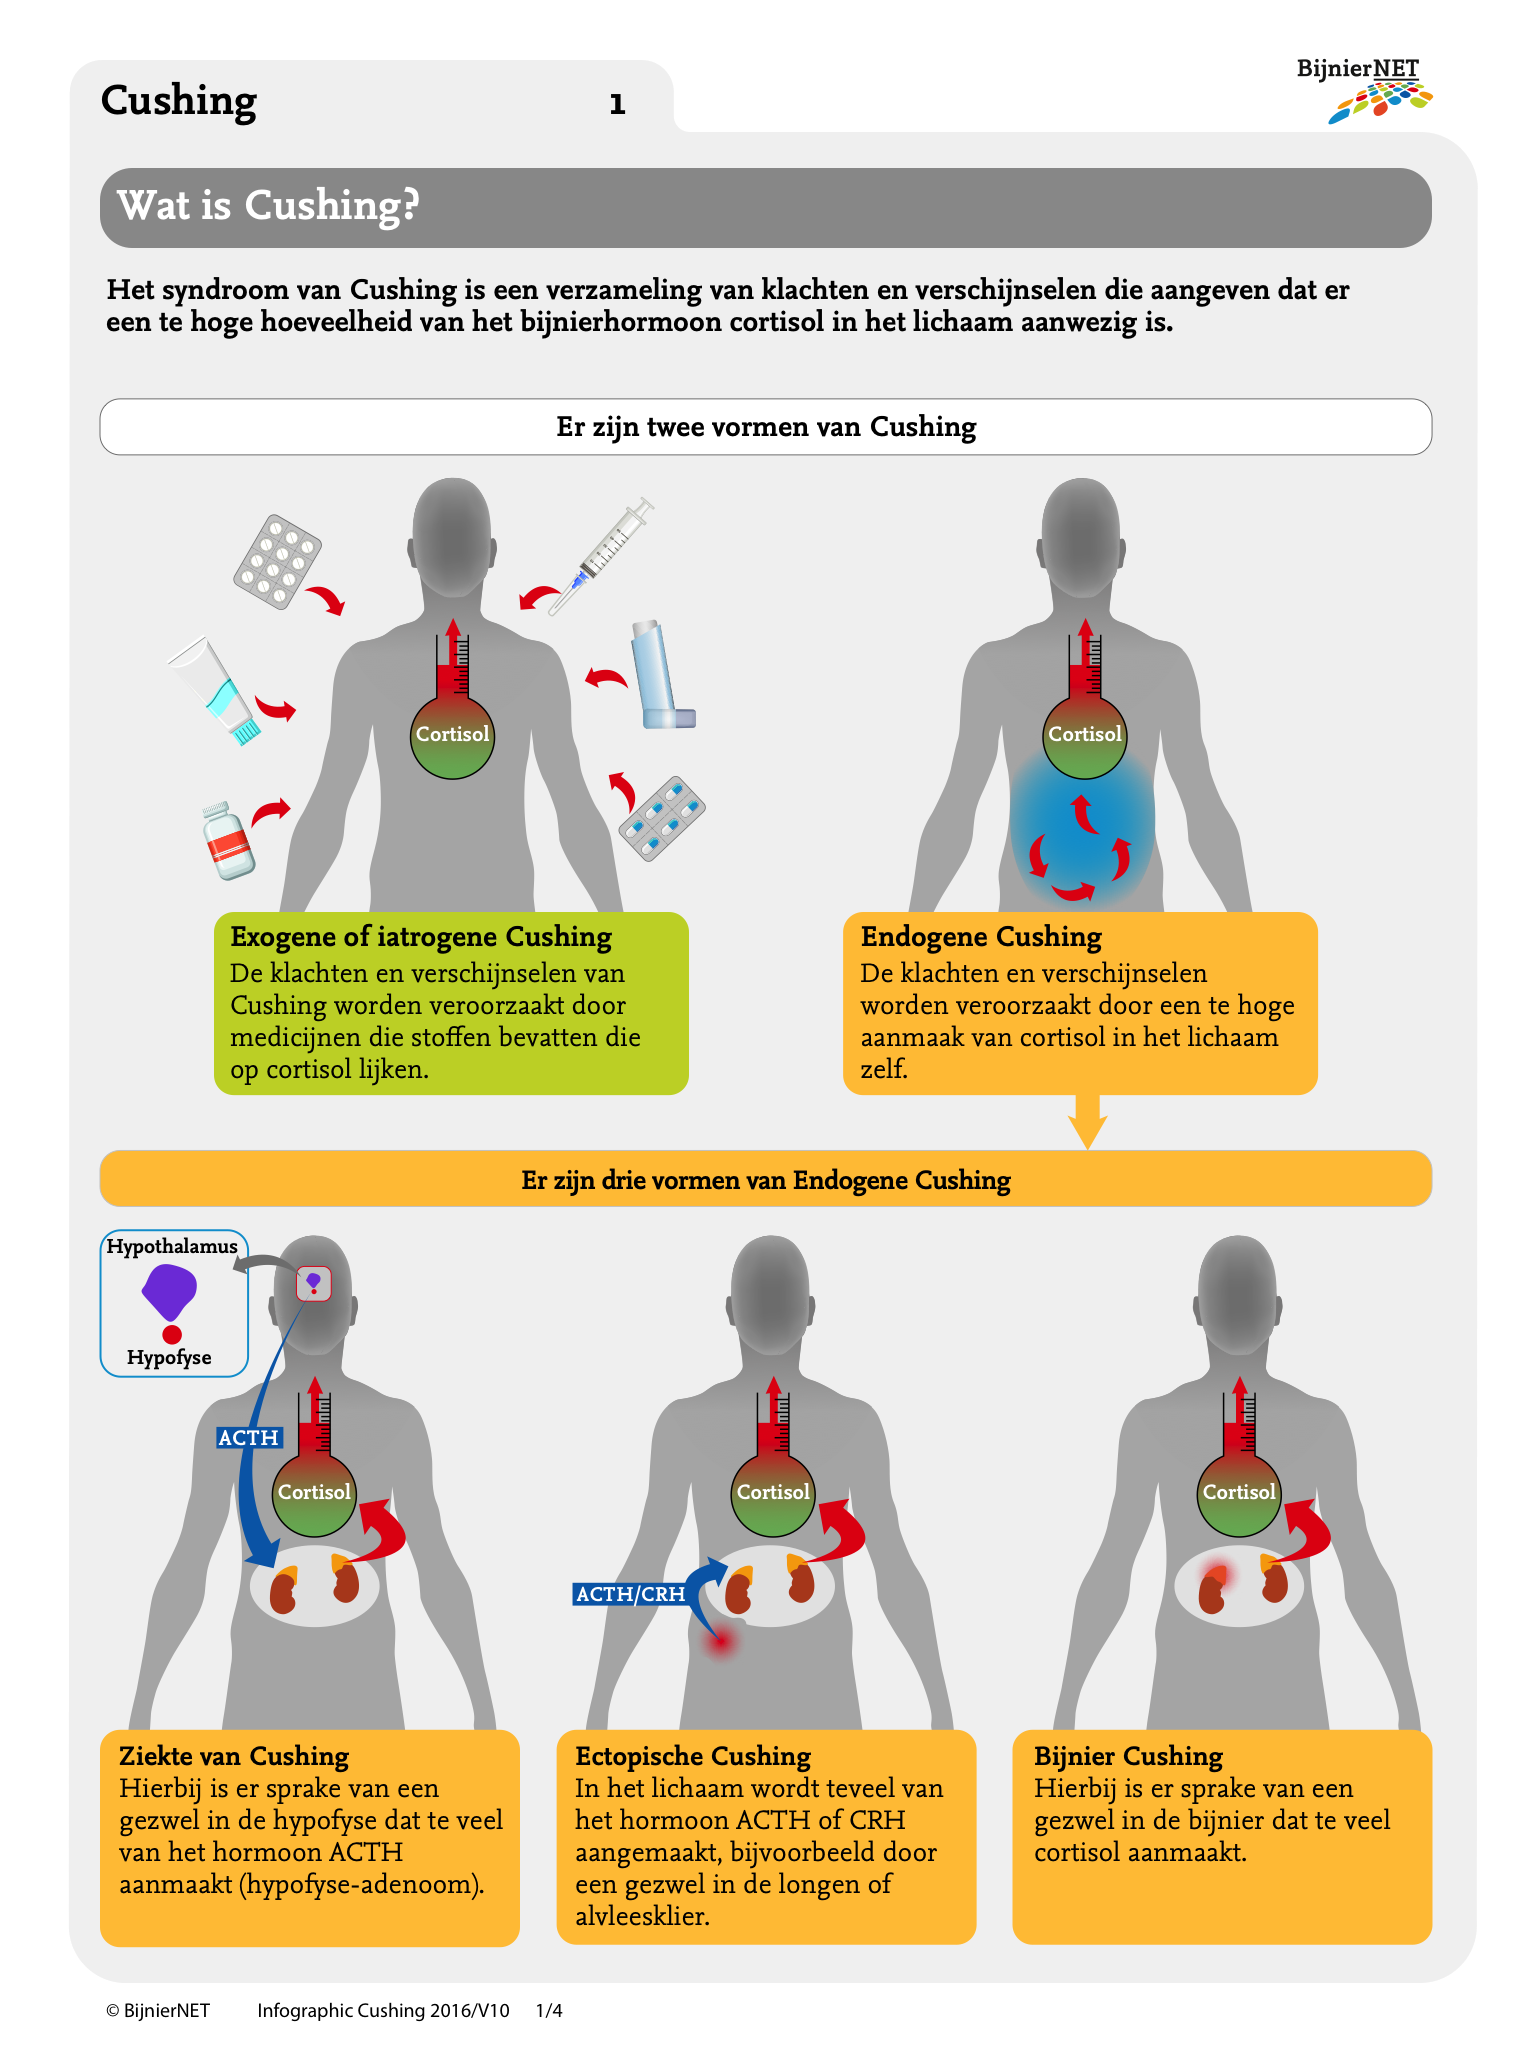 Cushing 1
BijnierNET
Wat is Cushing?
Het syndroom van Cushing is een verzameling van klachten en verschijnselen die aangeven dat er
een te hoge hoeveelheid van het bijnierhormoon cortisol in het lichaam aanwezig is.
Er zijn twee vormen van Cushing
Cortisol
Cortisol
Exogene of iatrogene Cushing
De klachten en verschijnselen van
Cushing worden veroorzaakt door
medicijnen die stoffen bevatten die
op cortisol lijken.
Endogene Cushing
De klachten en verschijnselen
worden veroorzaakt door een te hoge
aanmaak van cortisol in het lichaam
zelf.
Er zijn drie vormen van Endogene Cushing
Hypothalamus
Hypofyse
ACTH
Cortisol
Cortisol
Cortisol
ACTH/CRH
Ziekte van Cushing
Hierbij is er sprake van een
gezwel in de hypofyse dat te veel
van het hormoon ACTH
aanmaakt (hypofyse-adenoom).
Ectopische Cushing
In het lichaam wordt teveel van
het hormoon ACTH of CRH
aangemaakt, bijvoorbeeld door
een gezwel in de longen of
alvleesklier.
Bijnier Cushing
Hierbij is er sprake van een
gezwel in de bijnier dat te veel
cortisol aanmaakt.
© BijnierNET Infographic Cushing 2016/V10 1/4